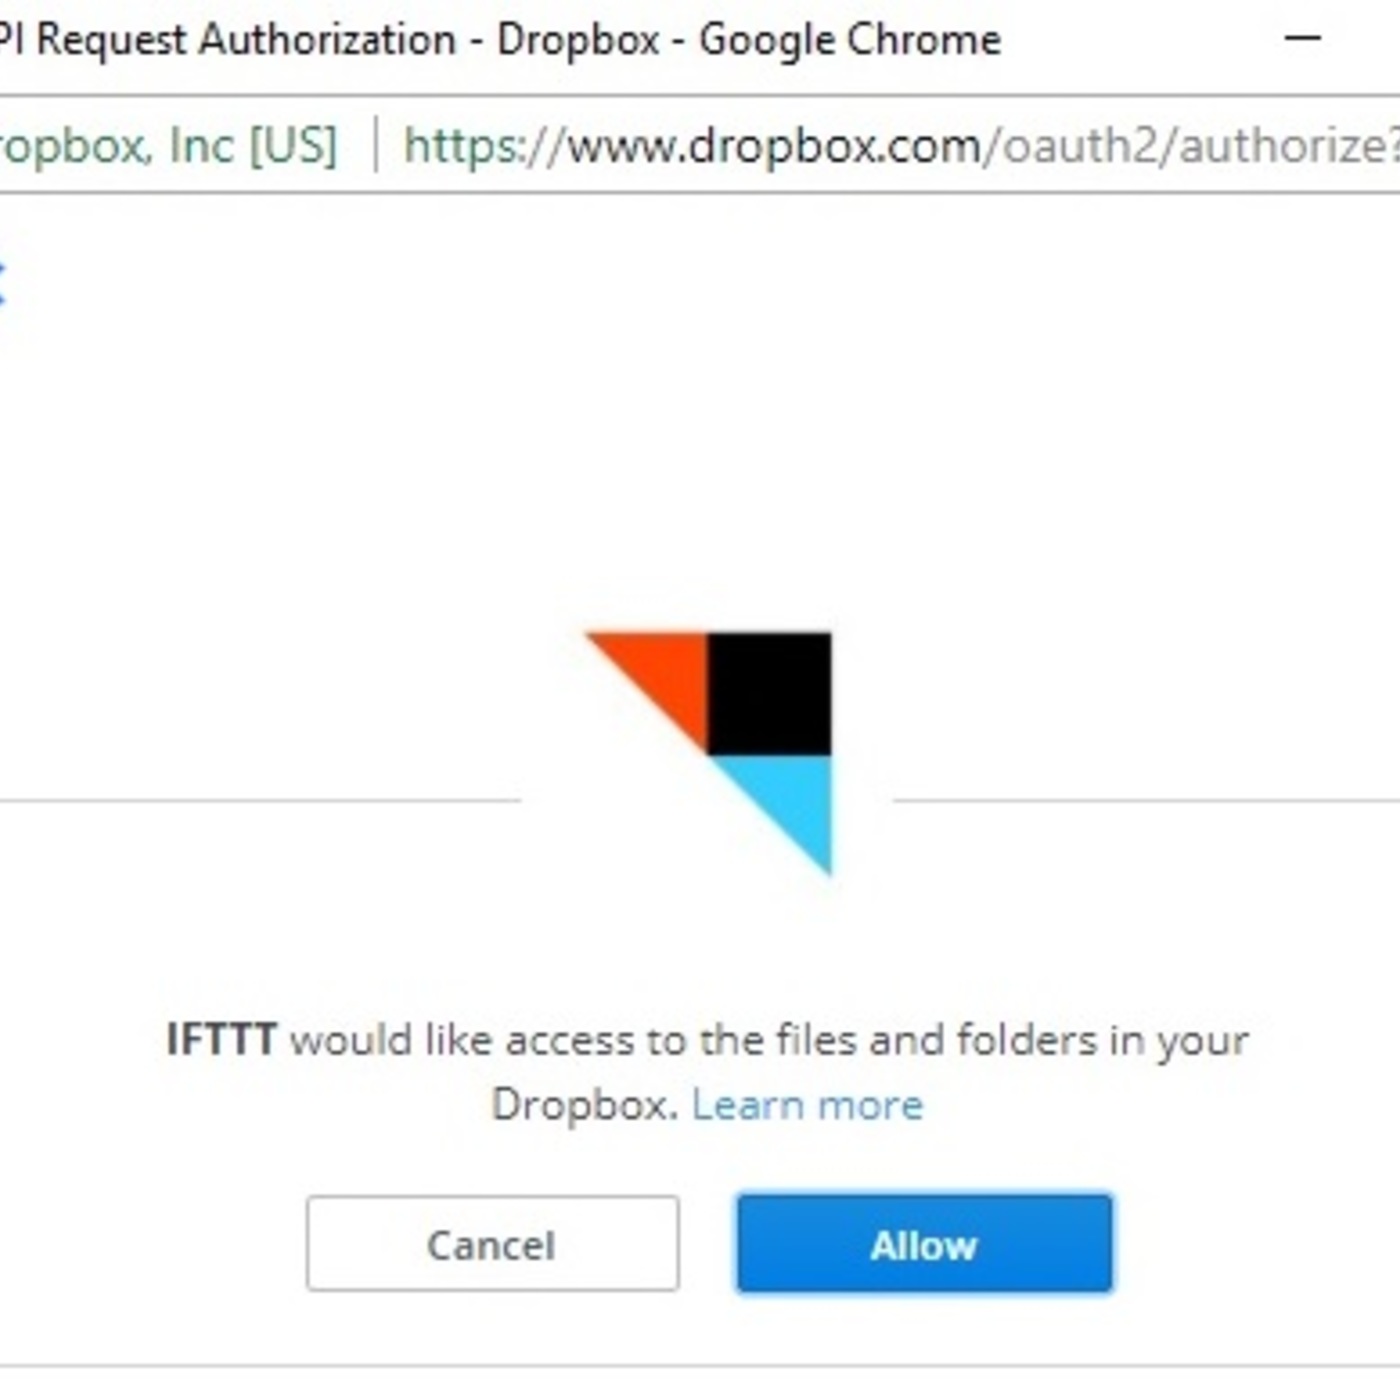 PI Request Authorization - Dropbox - Google Chrome
ropbox, Inc [US] | https://www.dropbox.com/oauth2/authorize?
IFTTT would like access to the files and folders in your
Dropbox. Learn more
Cancel Allow